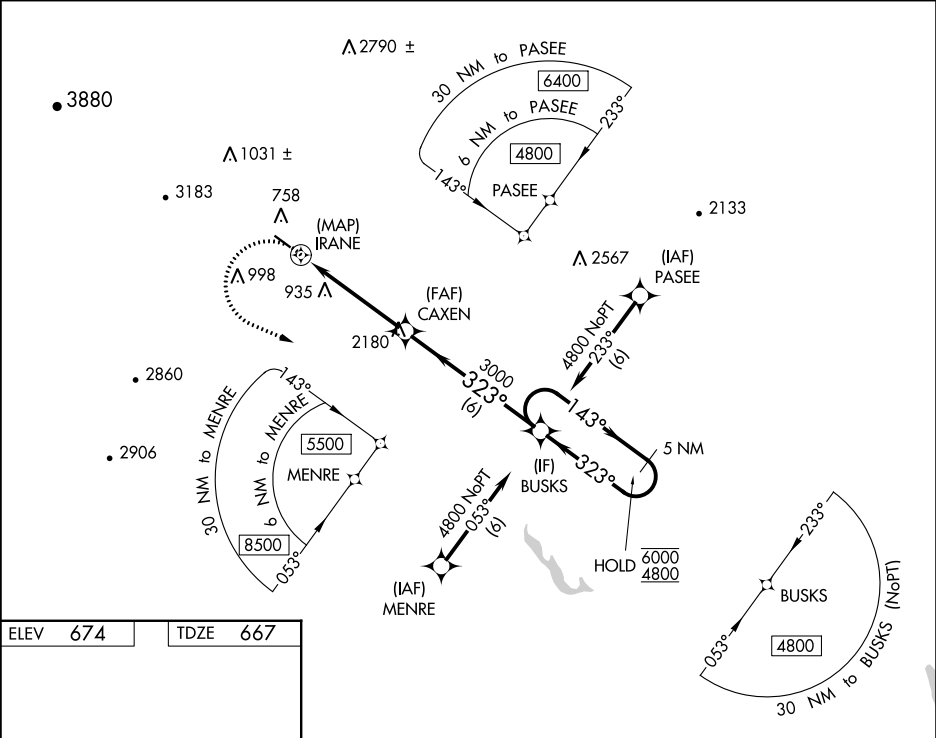 2790 ±
30 NM to PASEE
6400
3880
6 NM to PASEE
233°
4800
1031 ±
143°
3183
PASEE
758
2133
(MAP)
IRANE
2567
(IAF)
PASEE
998
935
(FAF)
CAXEN
4800 NoPT
233°
(6)
2180
3000
323°
(6)
2860
143°
143°
30 NM to MENRE
6 NM to MENRE
5500
5 NM
2906
(IF)
BUSKS
323°
MENRE
4800 NoPT
053°
(6)
233°
8500
HOLD 6000
4800
053°
(IAF)
MENRE
BUSKS
ELEV 674
TDZE 667
053°
4800
30 NM to BUSKS (NoPT)